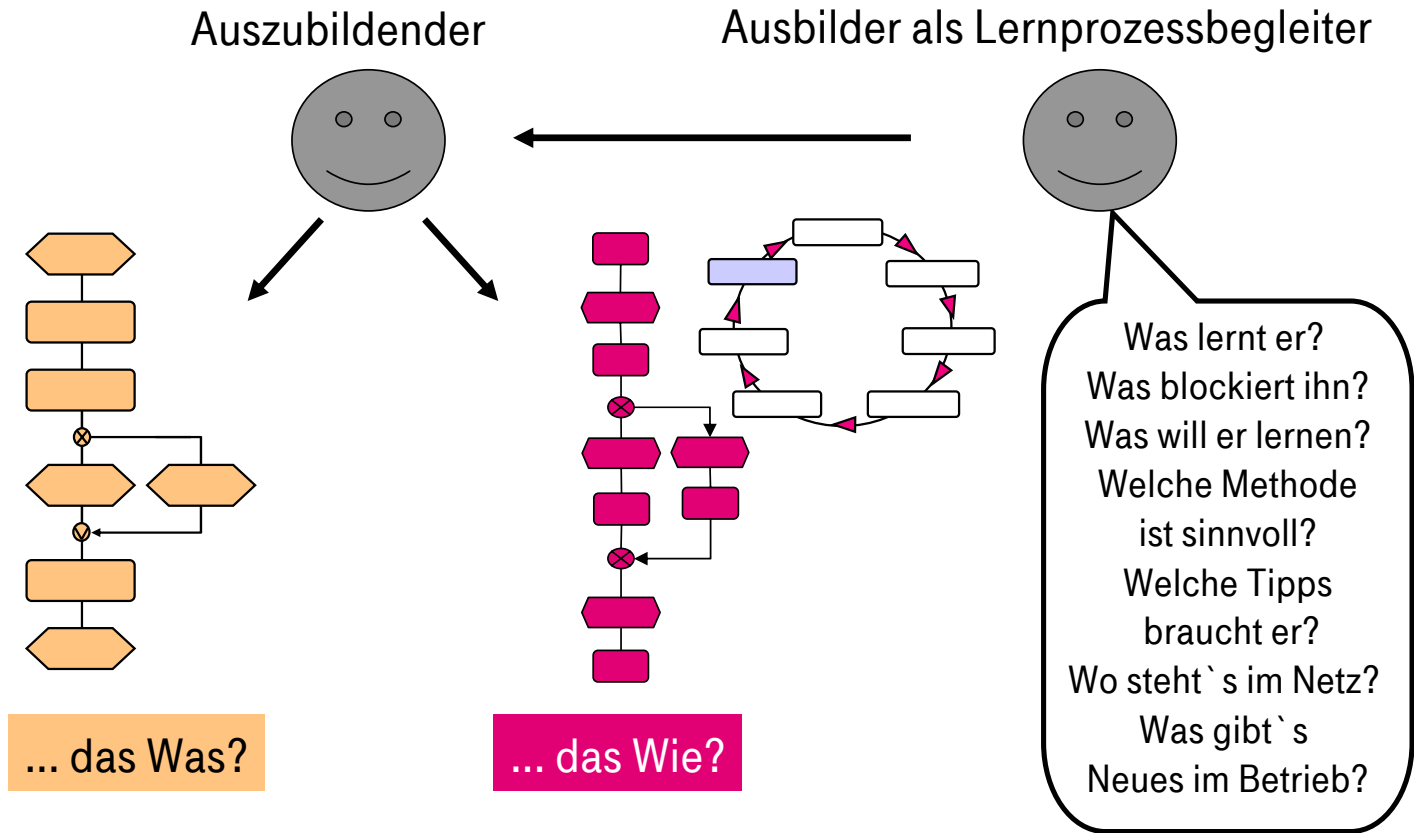 Auszubildender
Ausbilder als Lernprozessbegleiter
Was lernt er?
Was blockiert ihn?
Was will er lernen?
Welche Methode
ist sinnvoll?
Welche Tipps
braucht er?
Wo steht`s im Netz?
Was gibt`s
Neues im Betrieb?
... das Was?
... das Wie?